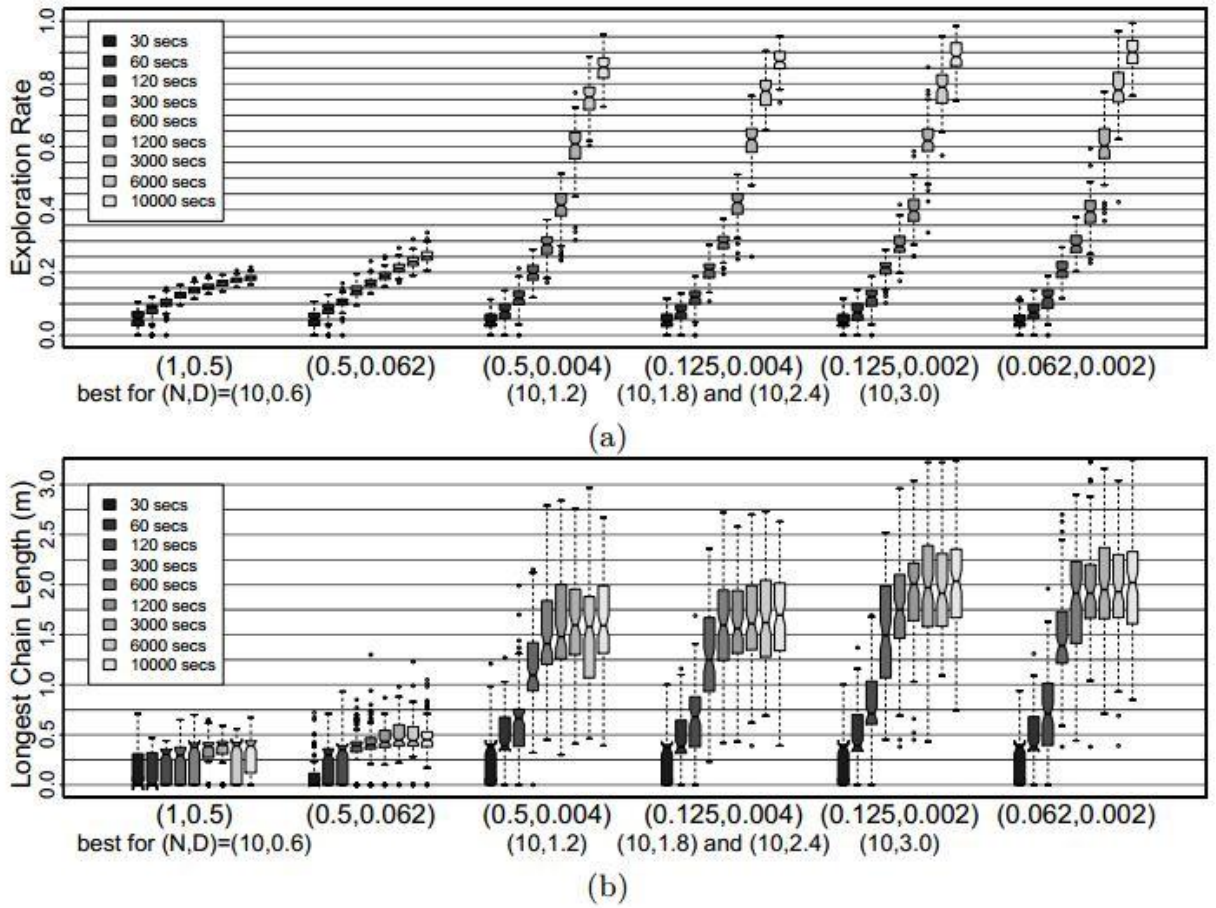 Exploration Rate
1.0
0.8
0.6
0.4
0.2
0.0
30 secs
60 secs
120 secs
300 secs
600 secs
1200 secs
3000 secs
6000 secs
10000 secs
(1,0.5) (0.5,0.062) (0.5,0.004) (0.125,0.004) (0.125,0.002) (0.062,0.002)
best for (N,D)=(10,0.6) (10,1.2) (10,1.8) and (10,2.4) (10,3.0)
(a)
Longest Chain Length (m)
3.0
2.5
2.0
1.5
1.0
0.5
0.0
30 secs
60 secs
120 secs
300 secs
600 secs
1200 secs
3000 secs
6000 secs
10000 secs
(1,0.5) (0.5,0.062) (0.5,0.004) (0.125,0.004) (0.125,0.002) (0.062,0.002)
best for (N,D)=(10,0.6) (10,1.2) (10,1.8) and (10,2.4) (10,3.0)
(b)